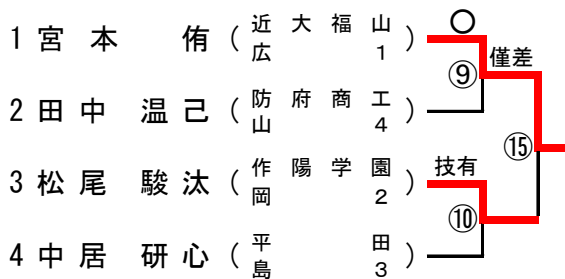 ○
1 宮本 侑 (近大福山 広1)
僅差
⑨
2 田中 温己 (防府商工 山4)
⑮
3 松尾 駿汰 (作陽学園 岡2)
技有
⑩
4 中居 研心 (平田 島3)